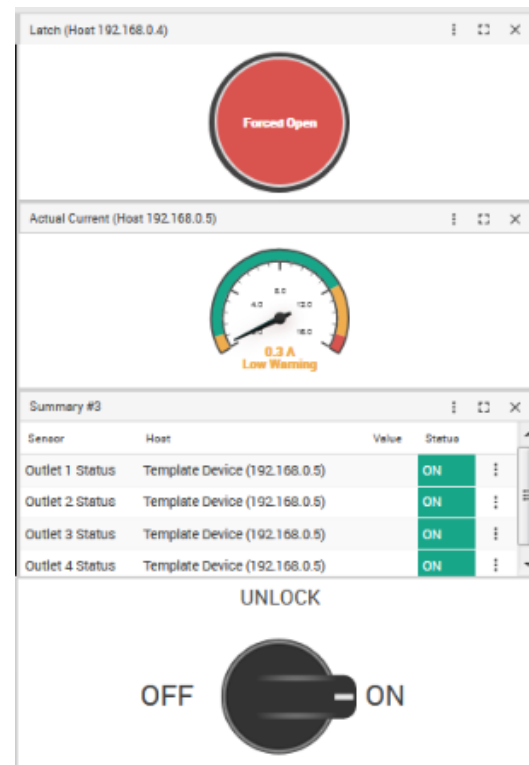 Latch (Host 192.168.0.4)
Forced Open
Actual Current (Host 192.168.0.5)
8.0
4.0 12.0
16.0
0.3 A
Low Warning
Summary #3
Sensor Host Value Status
Outlet 1 Status Template Device (192.168.0.5) ON
Outlet 2 Status Template Device (192.168.0.5) ON
Outlet 3 Status Template Device (192.168.0.5) ON
Outlet 4 Status Template Device (192.168.0.5) ON
UNLOCK
OFF ON